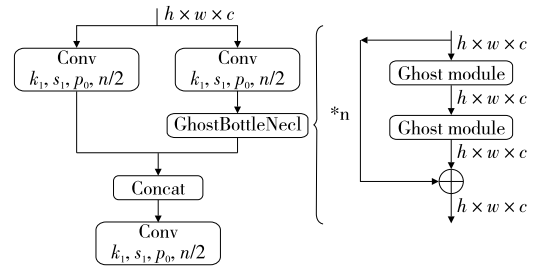 h × w × c
Conv
k₁, s₁, p₀, n/2
Conv
k₁, s₁, p₀, n/2
GhostBottleNecl
Concat
Conv
k₁, s₁, p₀, n/2
*n
h × w × c
Ghost module
h × w × c
Ghost module
h × w × c
h × w × c